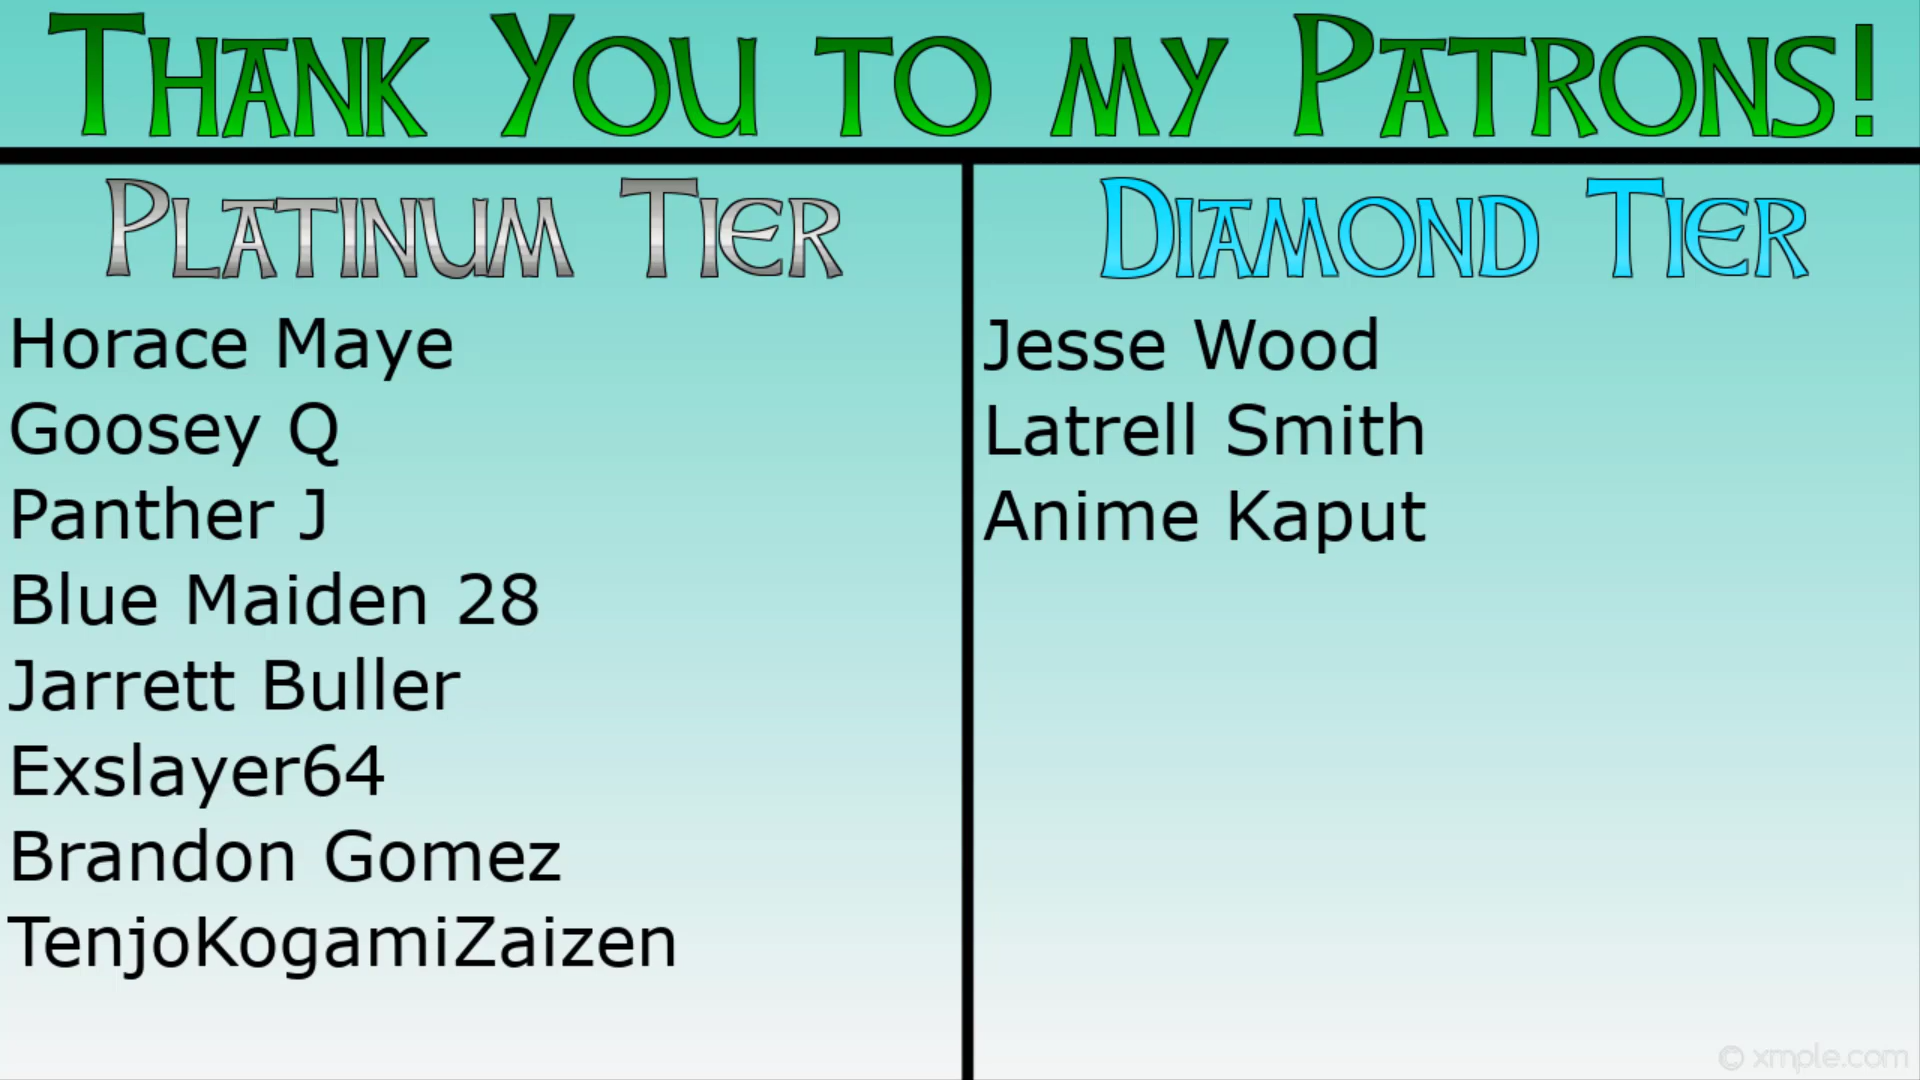 Thank You to my Patrons!
Platinum Tier
Horace Maye
Goosey Q
Panther J
Blue Maiden 28
Jarrett Buller
Exslayer64
Brandon Gomez
TenjoKogamiZaizen
Diamond Tier
Jesse Wood
Latrell Smith
Anime Kaput
© xmple.com